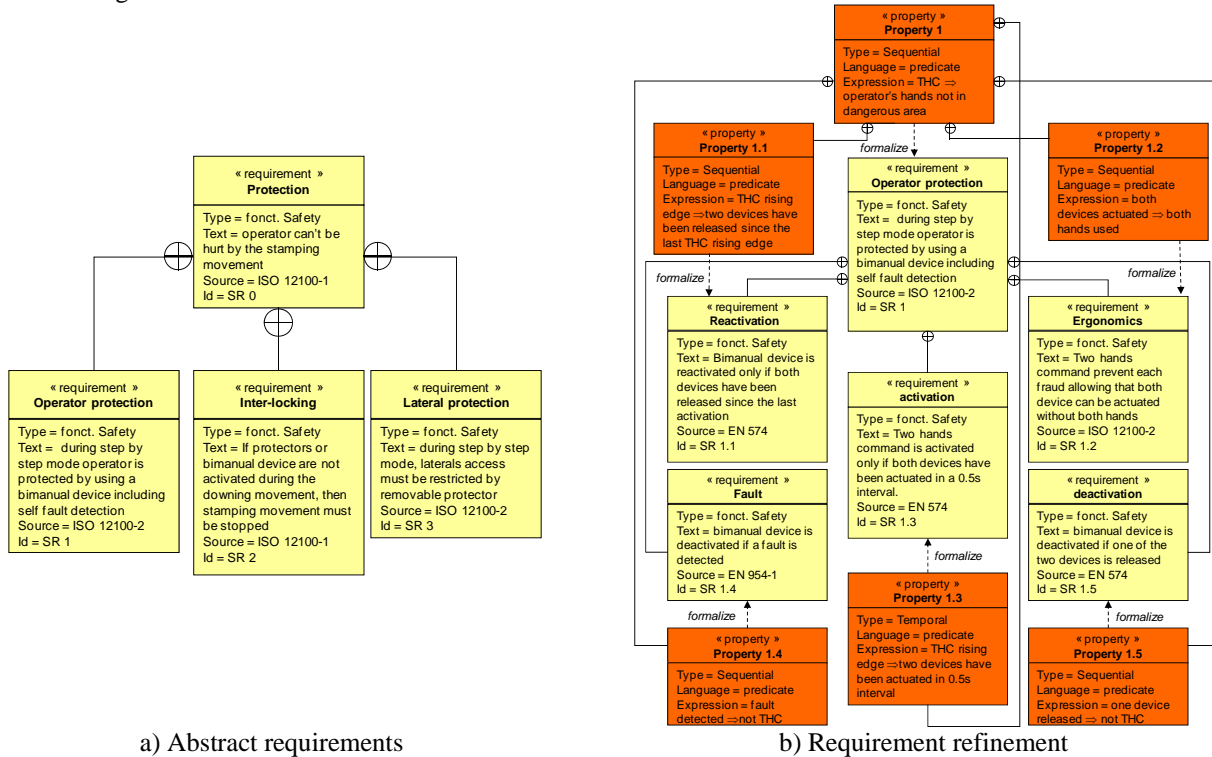 « requirement »
Protection
Type = fonct. Safety
Text = operator can't be
hurt by the stamping
movement
Source = ISO 12100-1
Id = SR 0
« requirement »
Operator protection
Type = fonct. Safety
Text =  during step by
step mode operator is
protected by using a
bimanual device including
self fault detection
Source = ISO 12100-2
Id = SR 1
« requirement »
Inter-locking
Type = fonct. Safety
Text = If protectors or
bimanual device are not
activated during the
downing movement, then
stamping movement must
be stopped
Source = ISO 12100-1
Id = SR 2
« requirement »
Lateral protection
Type = fonct. Safety
Text = during step by step
mode, laterals access
must be restricted by
removable protector
Source = ISO 12100-2
Id = SR 3
a) Abstract requirements
« property »
Property 1
Type = Sequential
Language = predicate
Expression = THC ⇒
operator's hands not in
dangerous area
« property »
Property 1.1
Type = Sequential
Language = predicate
Expression = THC rising
edge ⇒two devices have
been released since the
last THC rising edge
formalize
« property »
Property 1.2
Type = Sequential
Language = predicate
Expression = both
devices actuated ⇒ both
hands used
« requirement »
Operator protection
Type = fonct. Safety
Text =  during step by
step mode operator is
protected by using a
bimanual device including
self fault detection
Source = ISO 12100-2
Id = SR 1
formalize
formalize
« requirement »
Reactivation
Type = fonct. Safety
Text = Bimanual device is
reactivated only if both
devices have been
released since the last
activation
Source = EN 574
Id = SR 1.1
« requirement »
Ergonomics
Type = fonct. Safety
Text = Two hands
command prevent each
fraud allowing that both
device can be actuated
without both hands
Source = ISO 12100-2
Id = SR 1.2
« requirement »
activation
Type = fonct. Safety
Text = Two hands
command is activated
only if both devices have
been actuated in a 0.5s
interval.
Source = EN 574
Id = SR 1.3
« requirement »
Fault
Type = fonct. Safety
Text = bimanual device is
deactivated if a fault is
detected
Source = EN 954-1
Id = SR 1.4
« requirement »
deactivation
Type = fonct. Safety
Text = bimanual device is
deactivated if one of the
two devices is released
Source = EN 574
Id = SR 1.5
formalize
formalize
formalize
« property »
Property 1.3
Type = Temporal
Language = predicate
Expression = THC rising
edge ⇒two devices have
been actuated in 0.5s
interval
« property »
Property 1.4
Type = Sequential
Language = predicate
Expression = fault
detected ⇒not THC
« property »
Property 1.5
Type = Sequential
Language = predicate
Expression = one device
released ⇒ not THC
b) Requirement refinement